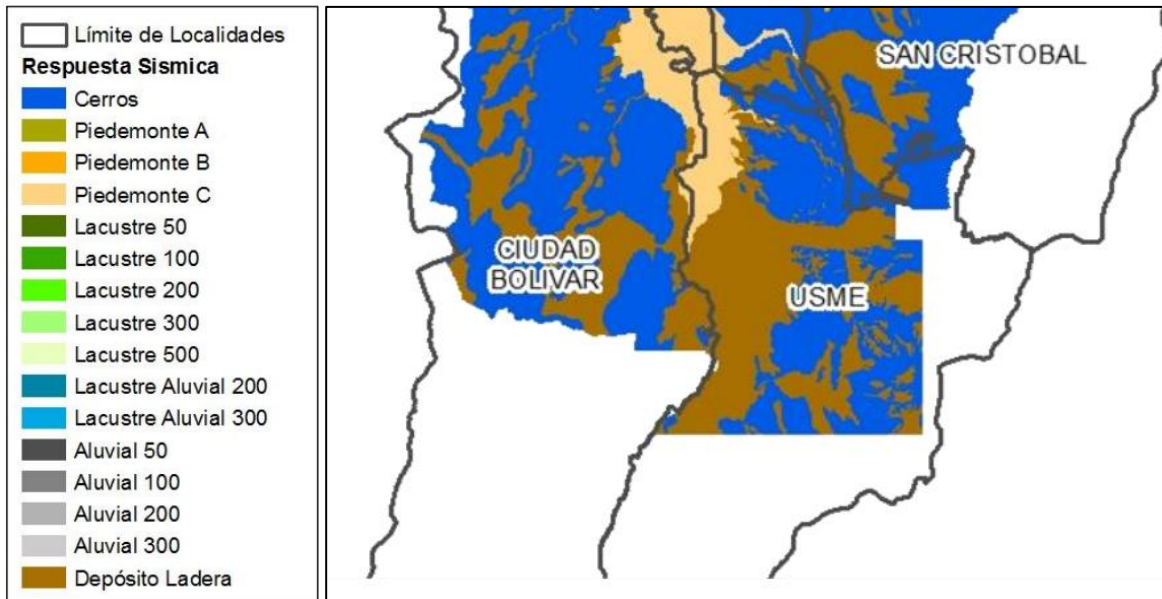 Límite de Localidades
Respuesta Sismica
Cerros
Piedemonte A
Piedemonte B
Piedemonte C
Lacustre 50
Lacustre 100
Lacustre 200
Lacustre 300
Lacustre 500
Lacustre Aluvial 200
Lacustre Aluvial 300
Aluvial 50
Aluvial 100
Aluvial 200
Aluvial 300
Depósito Ladera
SAN CRISTOBAL
CIUDAD
BOLIVAR
USME